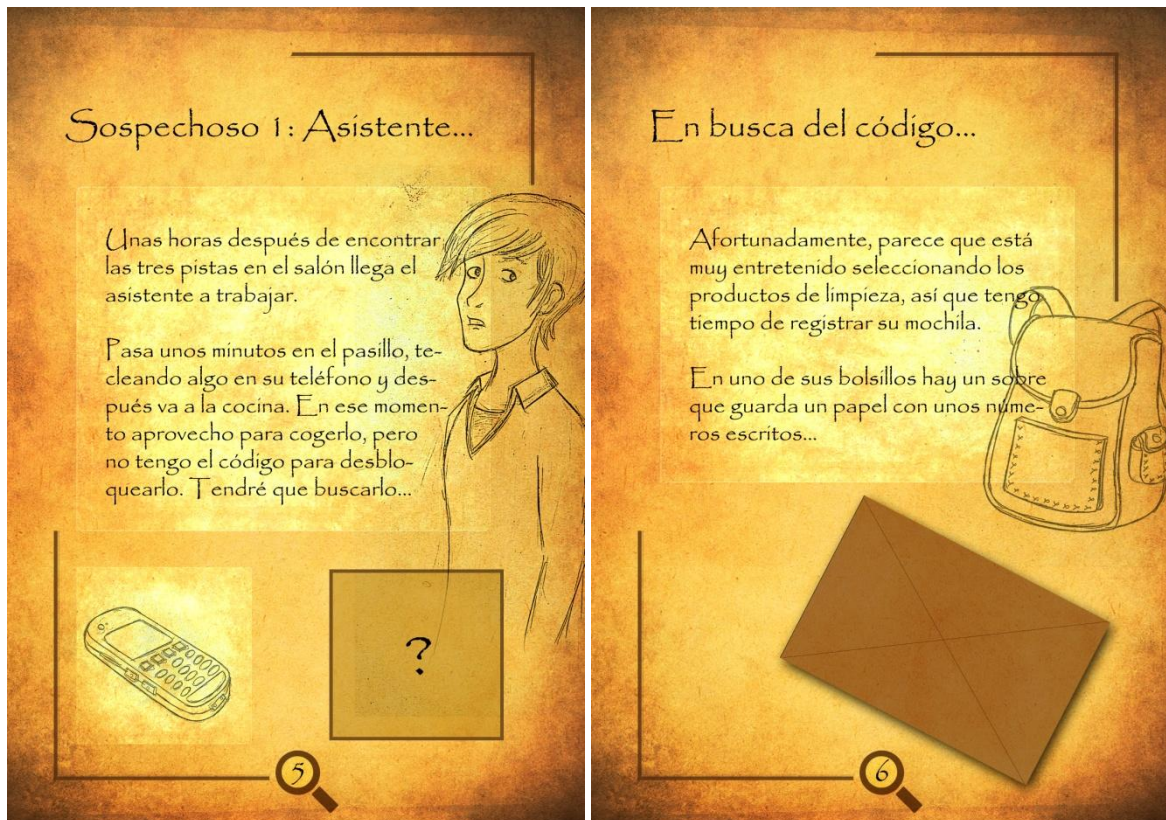 Sospechoso 1: Asistente...
Unas horas después de encontrar
las tres pistas en el salón llega el
asistente a trabajar.
Pasa unos minutos en el pasillo, te-
cleando algo en su teléfono y des-
pués va a la cocina. En ese momen-
to aprovecho para cogerlo, pero
no tengo el código para desblo-
quearlo. Tendré que buscarlo...
?
5
En busca del código...
Afortunadamente, parece que está
muy entretenido seleccionando los
productos de limpieza, así que tengo
tiempo de registrar su mochila.
En uno de sus bolsillos hay un sobre
que guarda un papel con unos núme-
ros escritos...
6